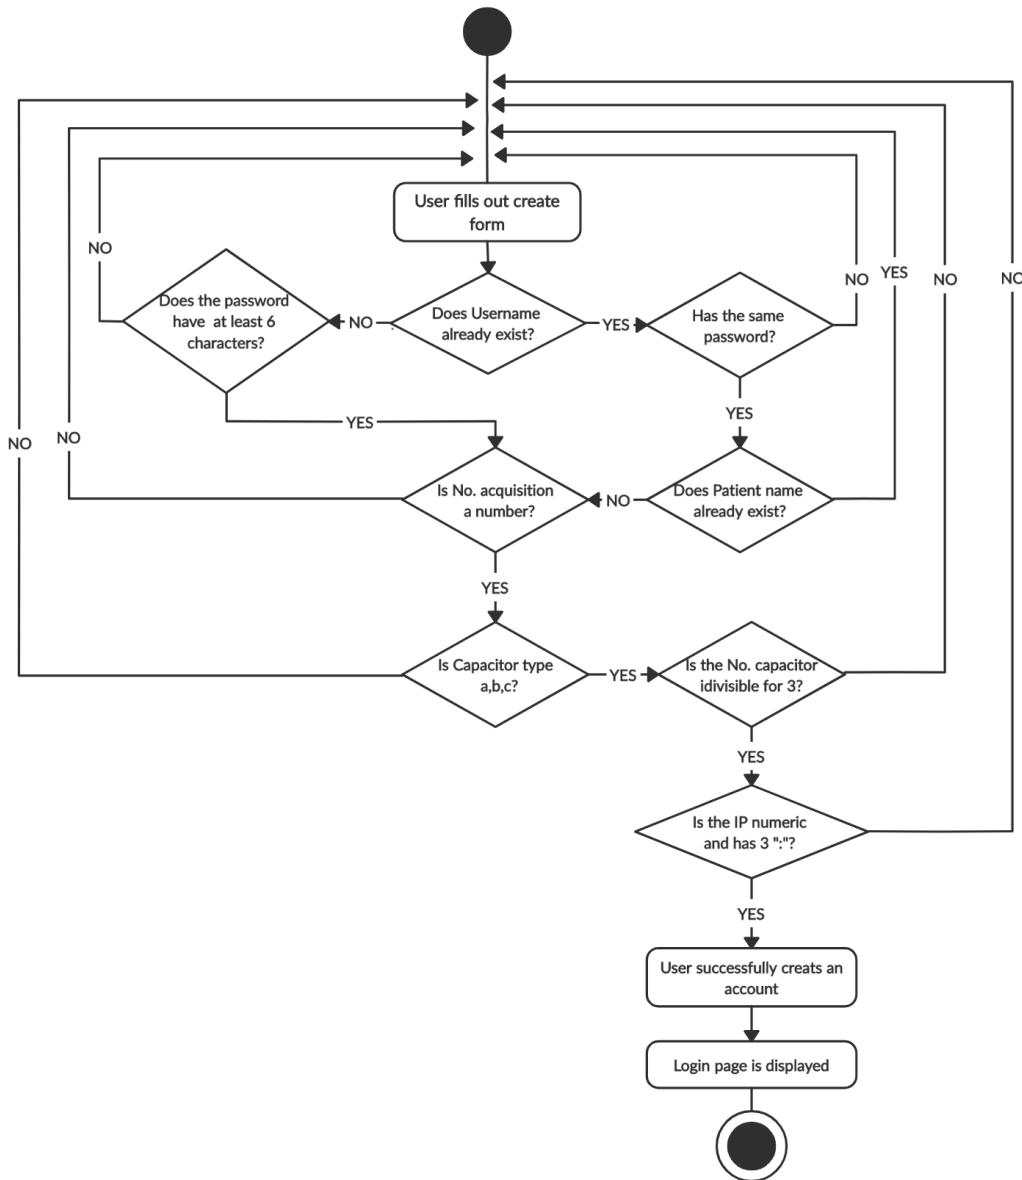 User fills out create
form
NO
Does the password
have at least 6
characters?
NO
Does Username
already exist?
YES
Has the same
password?
NO
YES
NO
NO
YES
YES
NO
NO
Is No. acquisition
a number?
NO
Does Patient name
already exist?
YES
Is Capacitor type
a,b,c?
YES
Is the No. capacitor
idivisible for 3?
YES
Is the IP numeric
and has 3 ":"?
YES
User successfully creats an
account
Login page is displayed